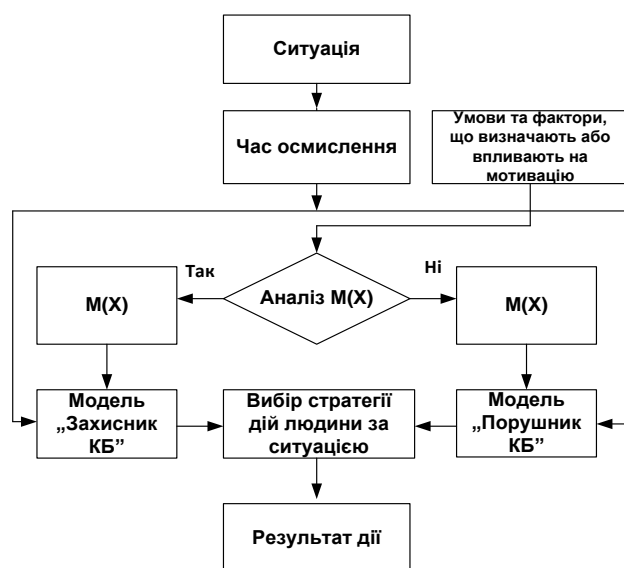 Ситуація
Час осмислення
Умови та фактори,
що визначають або
впливають на
мотивацію
Так
Аналіз М(Х)
Ні
М(Х)
М(Х)
Модель
„Захисник
КБ”
Вибір стратегії
дій людини за
ситуацією
Модель
„Порушник
КБ”
Результат дії